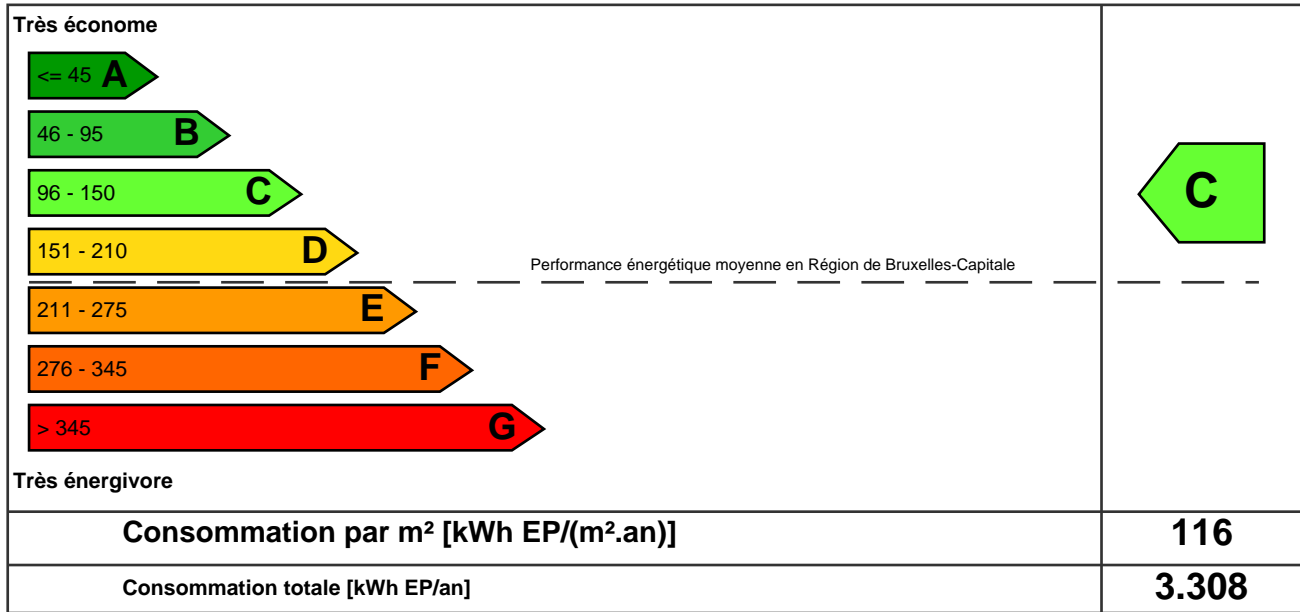 Très économe
<= 45 A
46 - 95 B
96 - 150 C
C
151 - 210 D
Performance énergétique moyenne en Région de Bruxelles-Capitale
211 - 275 E
276 - 345 F
> 345 G
Très énergivore
Consommation par m² [kWh EP/(m².an)] 116
Consommation totale [kWh EP/an] 3.308